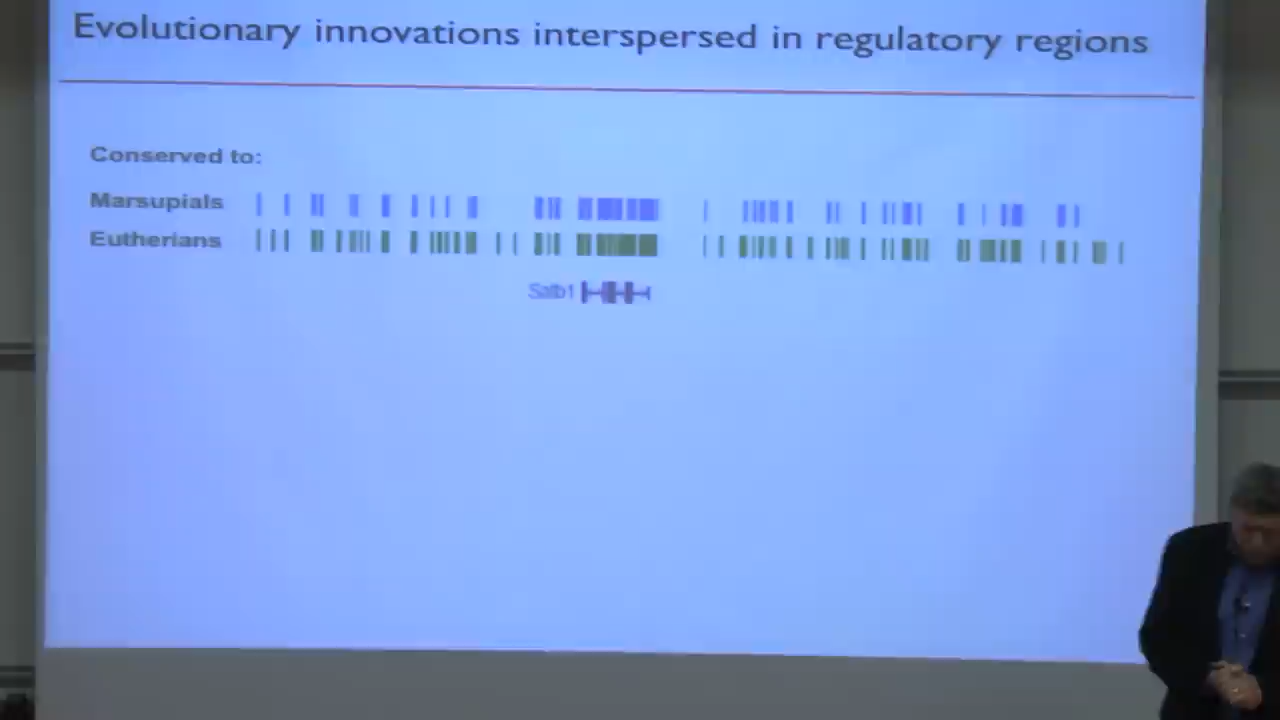 Evolutionary innovations interspersed in regulatory regions
Conserved to:
Marsupials
Eutherians
Satb1